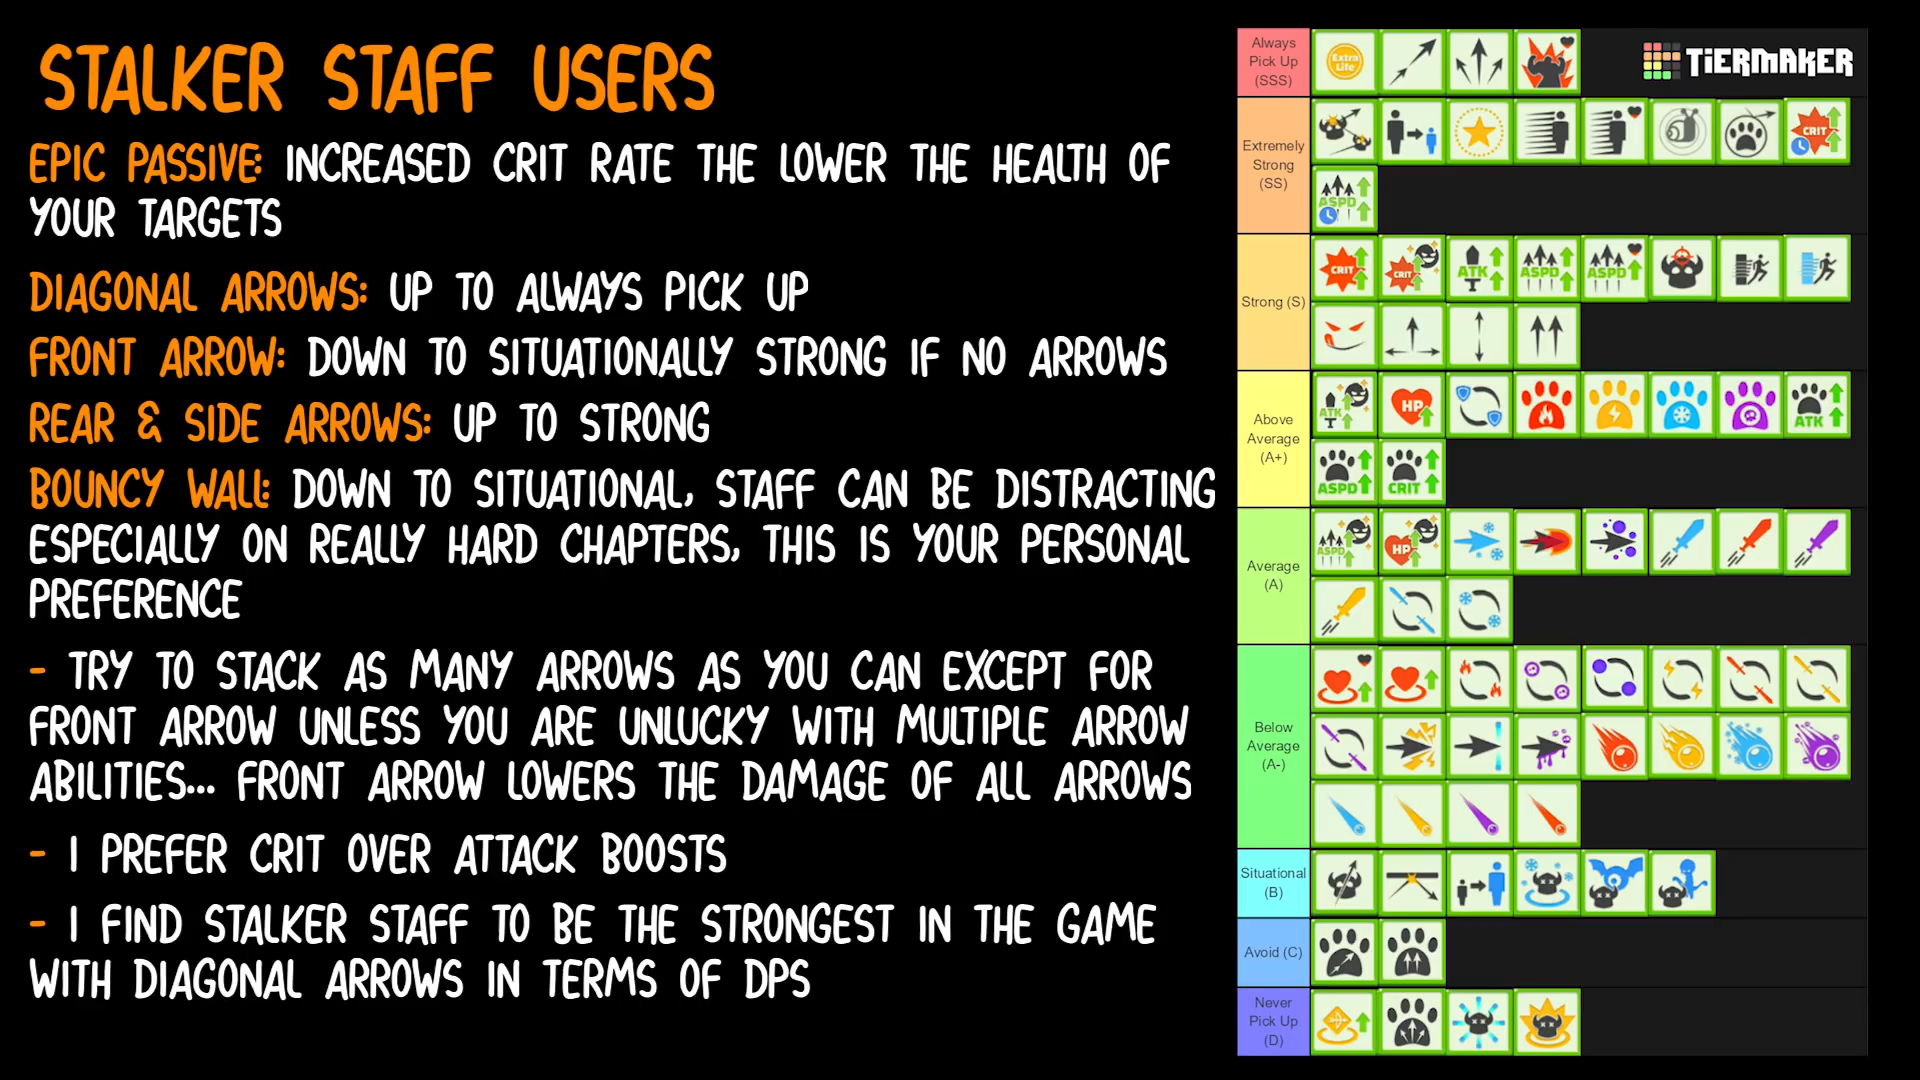 STALKER STAFF USERS
EPIC PASSIVE: INCREASED CRIT RATE THE LOWER THE HEALTH OF
YOUR TARGETS
DIAGONAL ARROWS: UP TO ALWAYS PICK UP
FRONT ARROW: DOWN TO SITUATIONALLY STRONG IF NO ARROWS
REAR & SIDE ARROWS: UP TO STRONG
BOUNCY WALL: DOWN TO SITUATIONAL, STAFF CAN BE DISTRACTING
ESPECIALLY ON REALLY HARD CHAPTERS, THIS IS YOUR PERSONAL
PREFERENCE
- TRY TO STACK AS MANY ARROWS AS YOU CAN EXCEPT FOR
FRONT ARROW UNLESS YOU ARE UNLUCKY WITH MULTIPLE ARROW
ABILITIES... FRONT ARROW LOWERS THE DAMAGE OF ALL ARROWS
- I PREFER CRIT OVER ATTACK BOOSTS
- I FIND STALKER STAFF TO BE THE STRONGEST IN THE GAME
WITH DIAGONAL ARROWS IN TERMS OF DPS
Always
Pick Up
(SSS)
Extra
Life
TiERMAKER
Extremely
Strong
(SS)
CRIT
ASPD
Strong (S)
CRIT
CRIT
ATK
ASPD
ASPD
Above
Average
(A+)
ATK
HP
ATK
ASPD
CRIT
Average
(A)
ASPD
HP
Below
Average
(A-)
Situational
(B)
Avoid (C)
Never
Pick Up
(D)